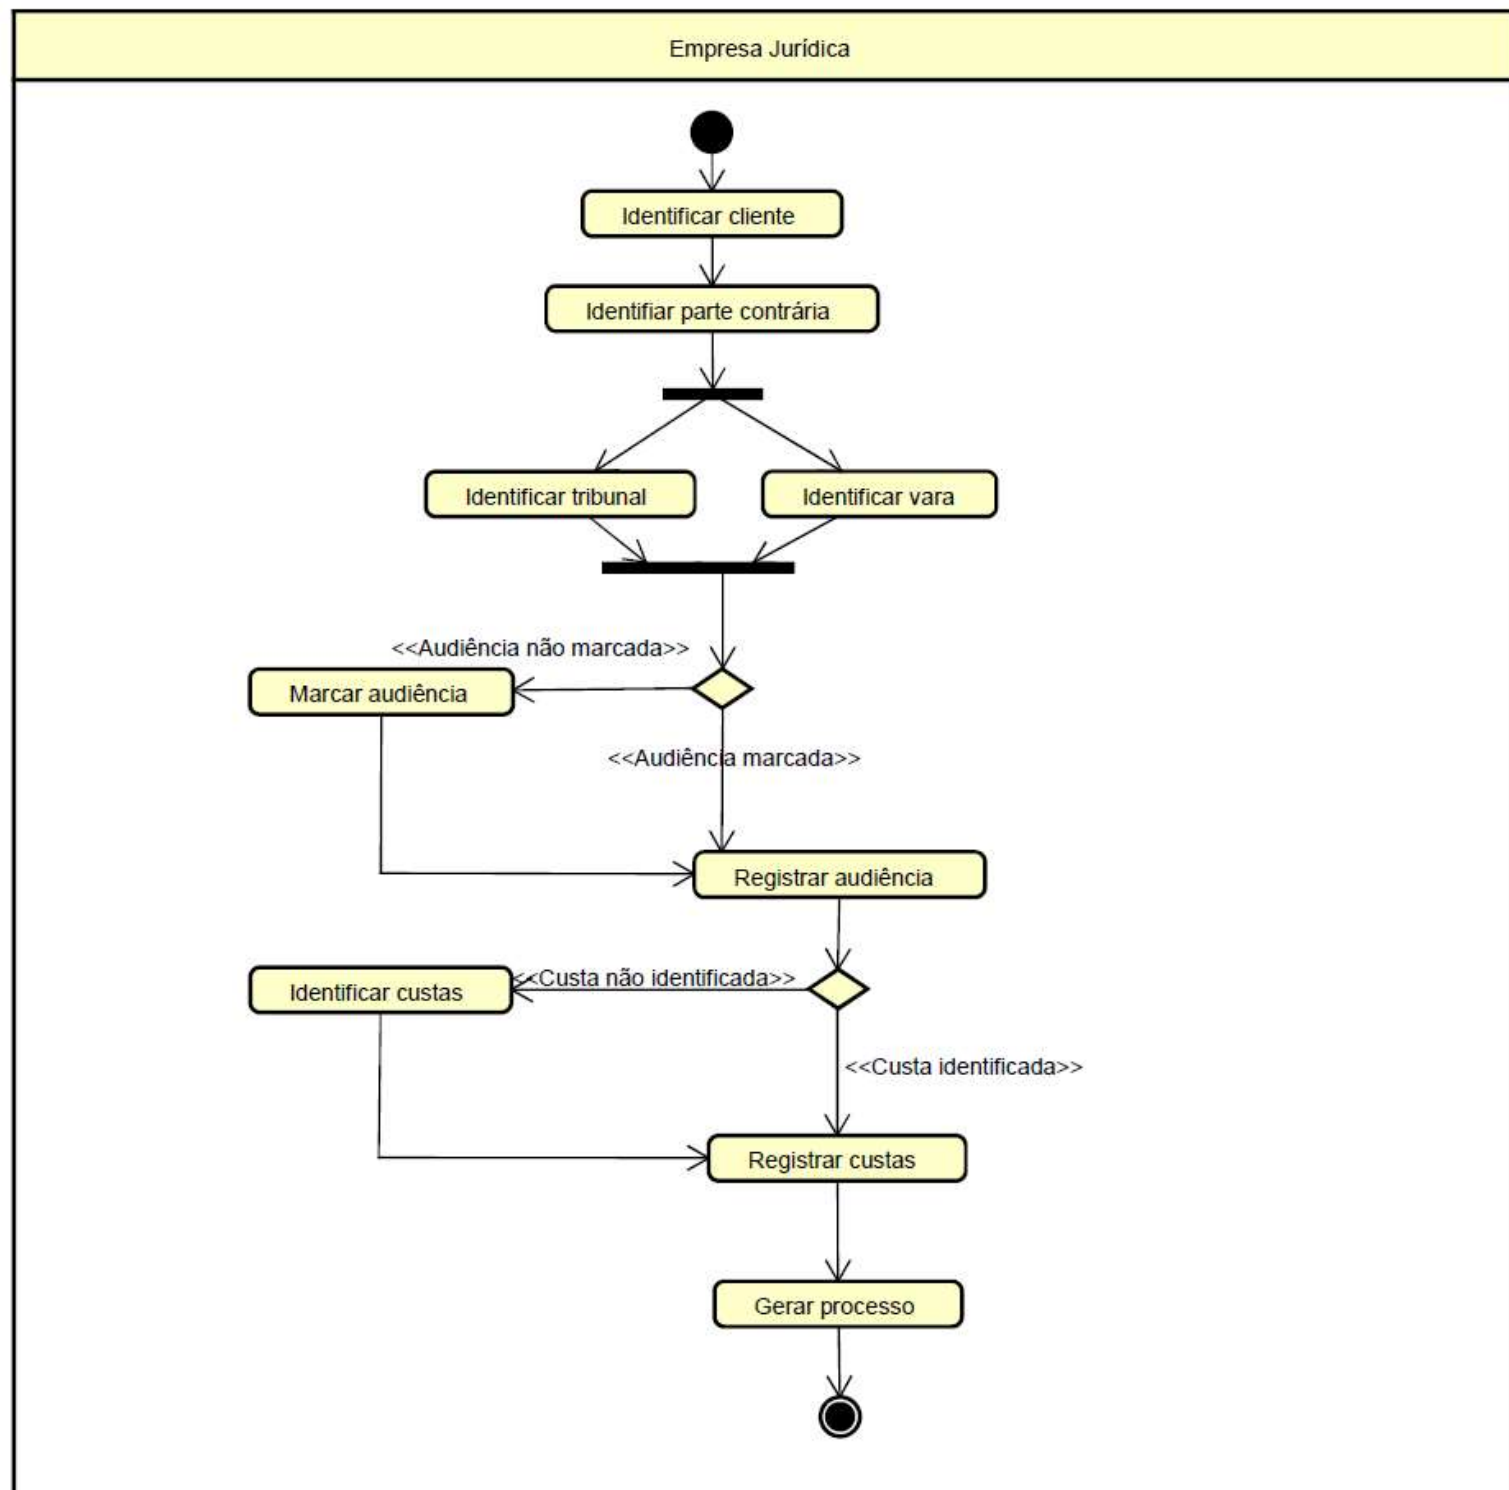 Empresa Jurídica
Identificar cliente
Identifiar parte contrária
Identificar tribunal
Identificar vara
<<Audiência não marcada>>
Marcar audiência
<<Audiência marcada>>
Registrar audiência
<<Custa não identificada>>
Identificar custas
<<Custa identificada>>
Registrar custas
Gerar processo